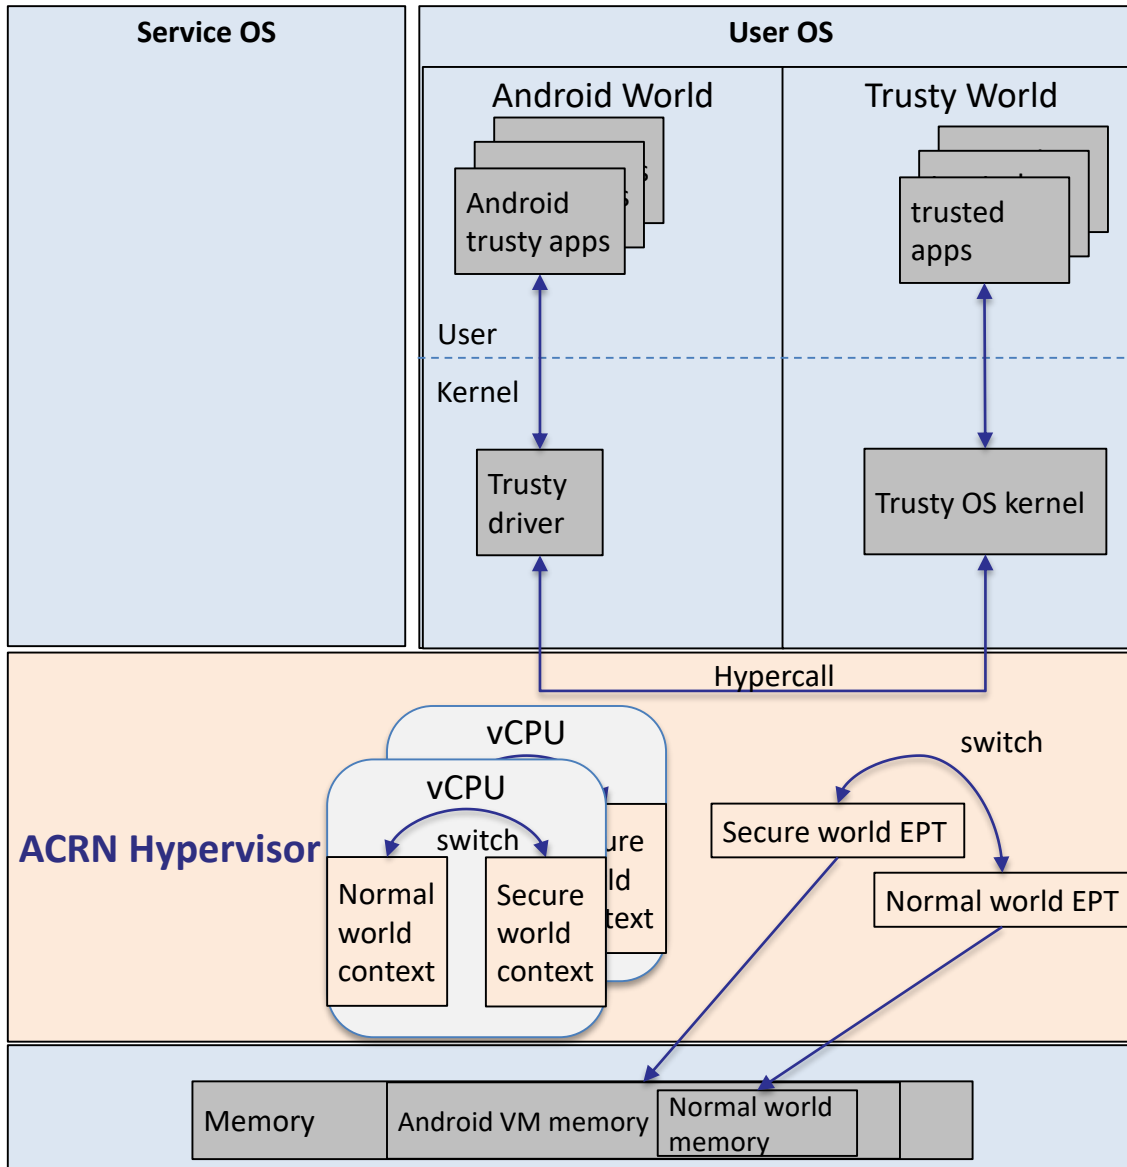 Service OS
User OS
Android World
Trusty World
Android
trusty apps
trusted
apps
User
Kernel
Trusty
driver
Trusty OS kernel
Hypercall
vCPU
switch
vCPU
switch
ACRN Hypervisor
Normal
world
context
Secure
world
context
Secure world EPT
Normal world EPT
Memory
Android VM memory
Normal world
memory